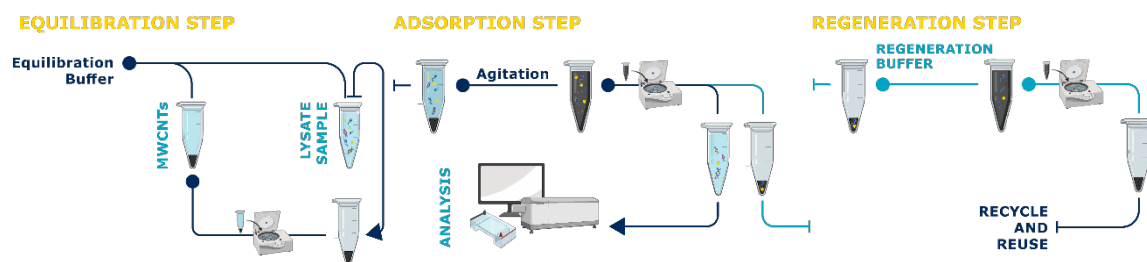 EQUILIBRATION STEP
Equilibration
Buffer
MWCNTs
LYSATE
SAMPLE
ADSORPTION STEP
Agitation
ANALYSIS
REGENERATION STEP
REGENERATION
BUFFER
RECYCLE
AND
REUSE